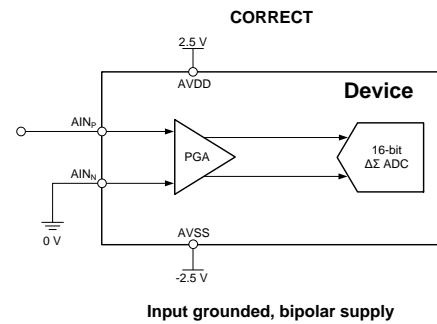 CORRECT
2.5 V
AVDD
Device
AINP
PGA
16-bit
ΔΣ ADC
AINN
0 V
AVSS
-2.5 V
Input grounded, bipolar supply